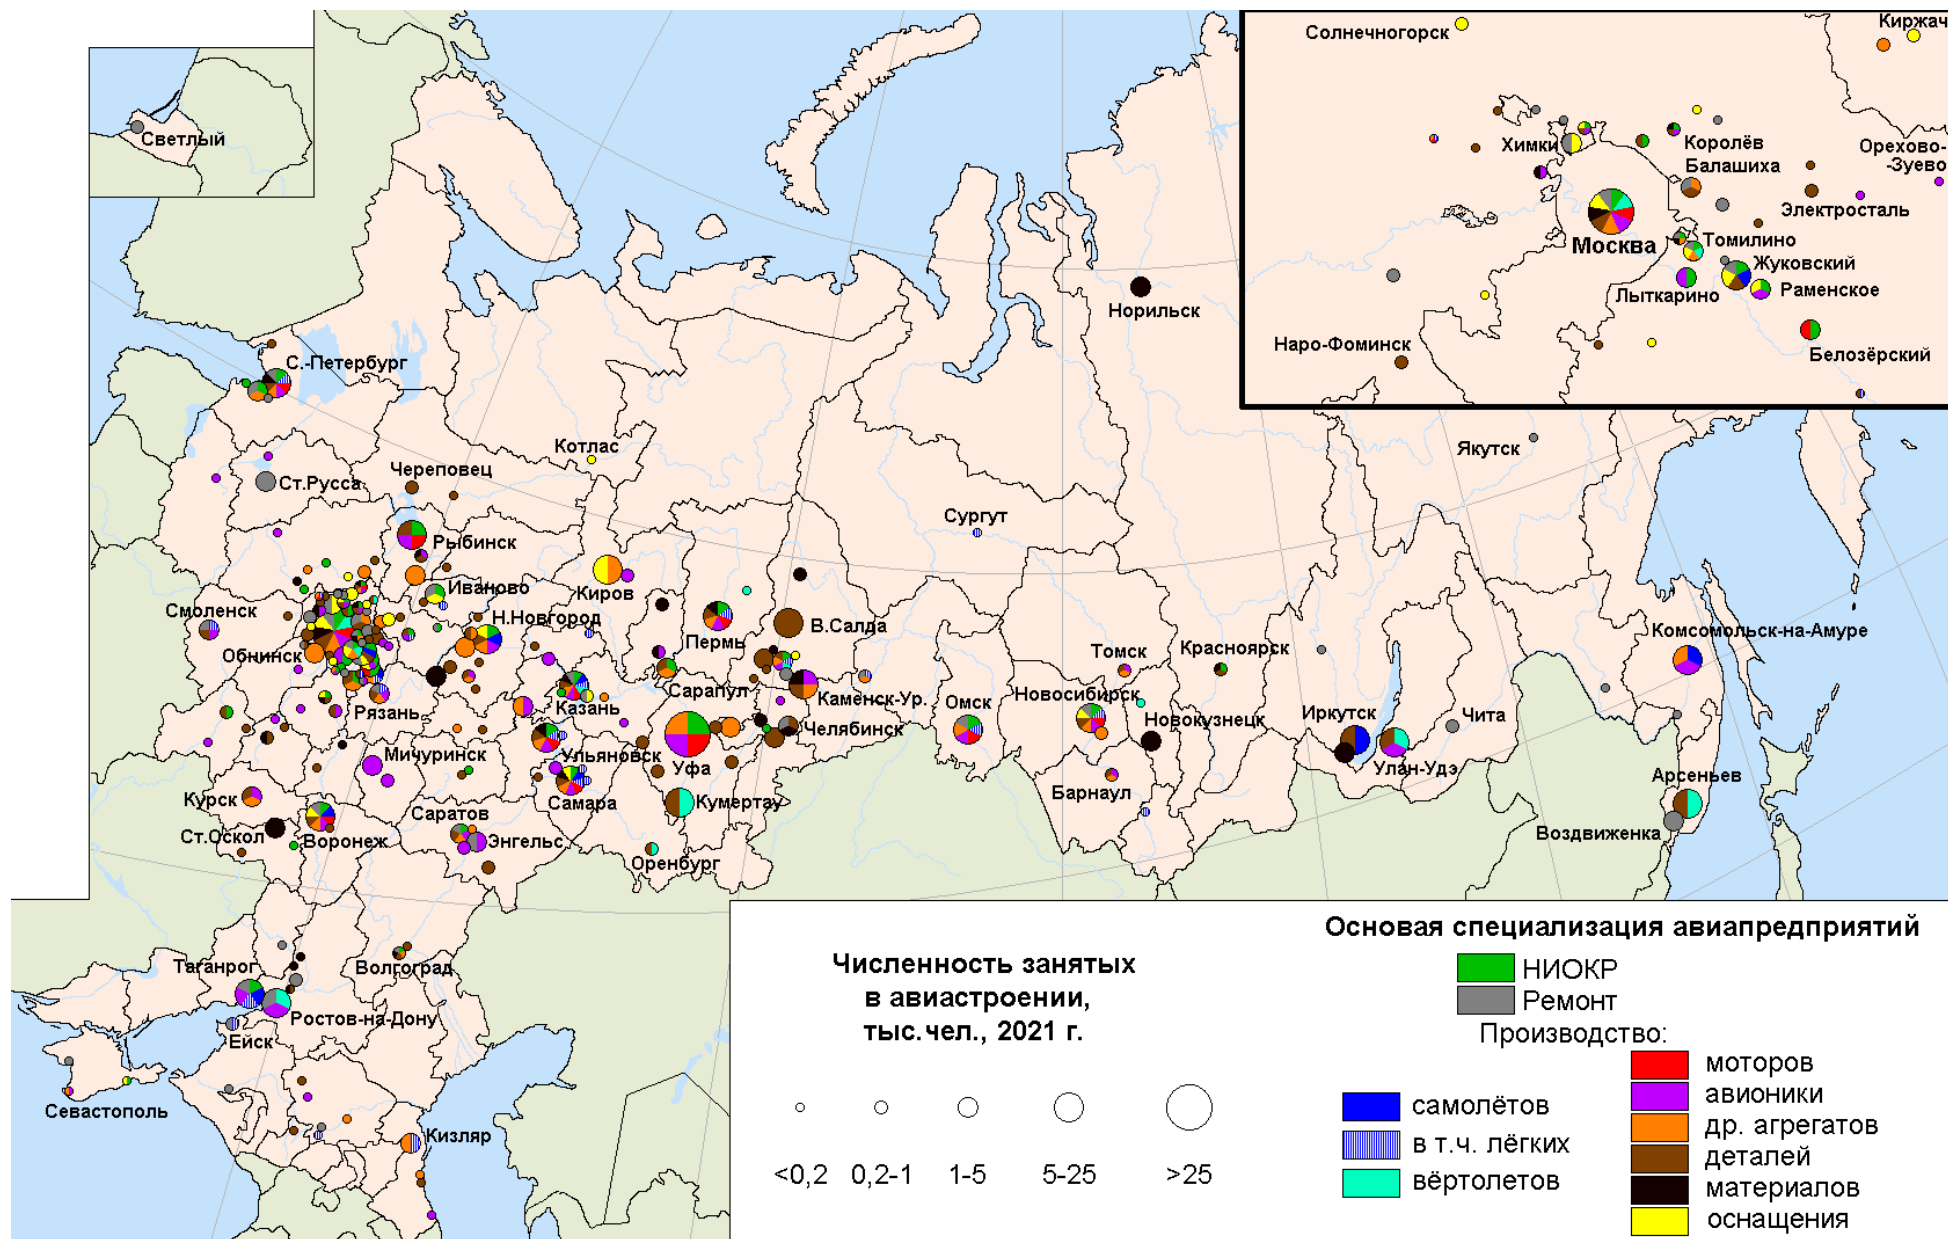 Светлый
Солнечногорск
Киржач
Химки
Королёв
Балашиха
Орехово-
-Зуево
Электросталь
Москва
Томилино
Жуковский
Лыткарино
Раменское
Наро-Фоминск
Белозёрский
Норильск
С.-Петербург
Котлас
Якутск
Череповец
Ст.Русса
Сургут
Рыбинск
Иваново
Киров
Смоленск
Н.Новгород
В.Салда
Пермь
Комсомольск-на-Амуре
Обнинск
Томск
Красноярск
Сарапул
Каменск-Ур.
Новосибирск
Рязань
Казань
Омск
Иркутск
Чита
Новокузнецк
Челябинск
Мичуринск
Ульяновск
Уфа
Улан-Удэ
Арсеньев
Курск
Самара
Кумертау
Барнаул
Саратов
Ст.Оскол
Воронеж
Энгельс
Воздвиженка
Оренбург
Таганрог
Волгоград
Ростов-на-Дону
Ейск
Севастополь
Кизляр
Численность занятых
в авиастроении,
тыс.чел., 2021 г.
<0,2
0,2-1
1-5
5-25
>25
Основая специализация авиапредприятий
НИОКР
Ремонт
Производство:
самолётов
в т.ч. лёгких
вёртолетов
моторов
авионики
др. агрегатов
деталей
материалов
оснащения